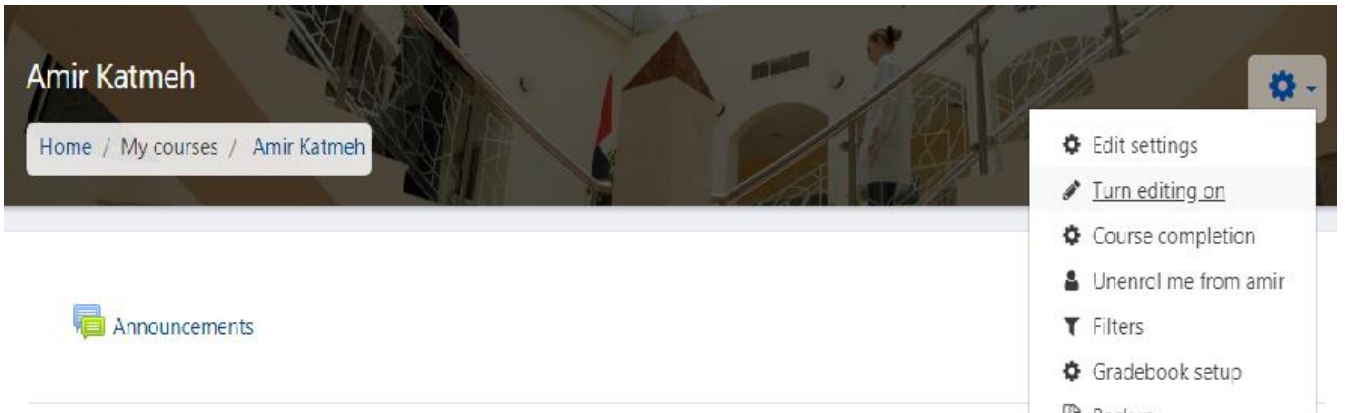 Amir Katmeh
Home / My courses / Amir Katmeh
Edit settings
Turn editing on
Course completion
Unenrol me from amir
Announcements
Filters
Gradebook setup